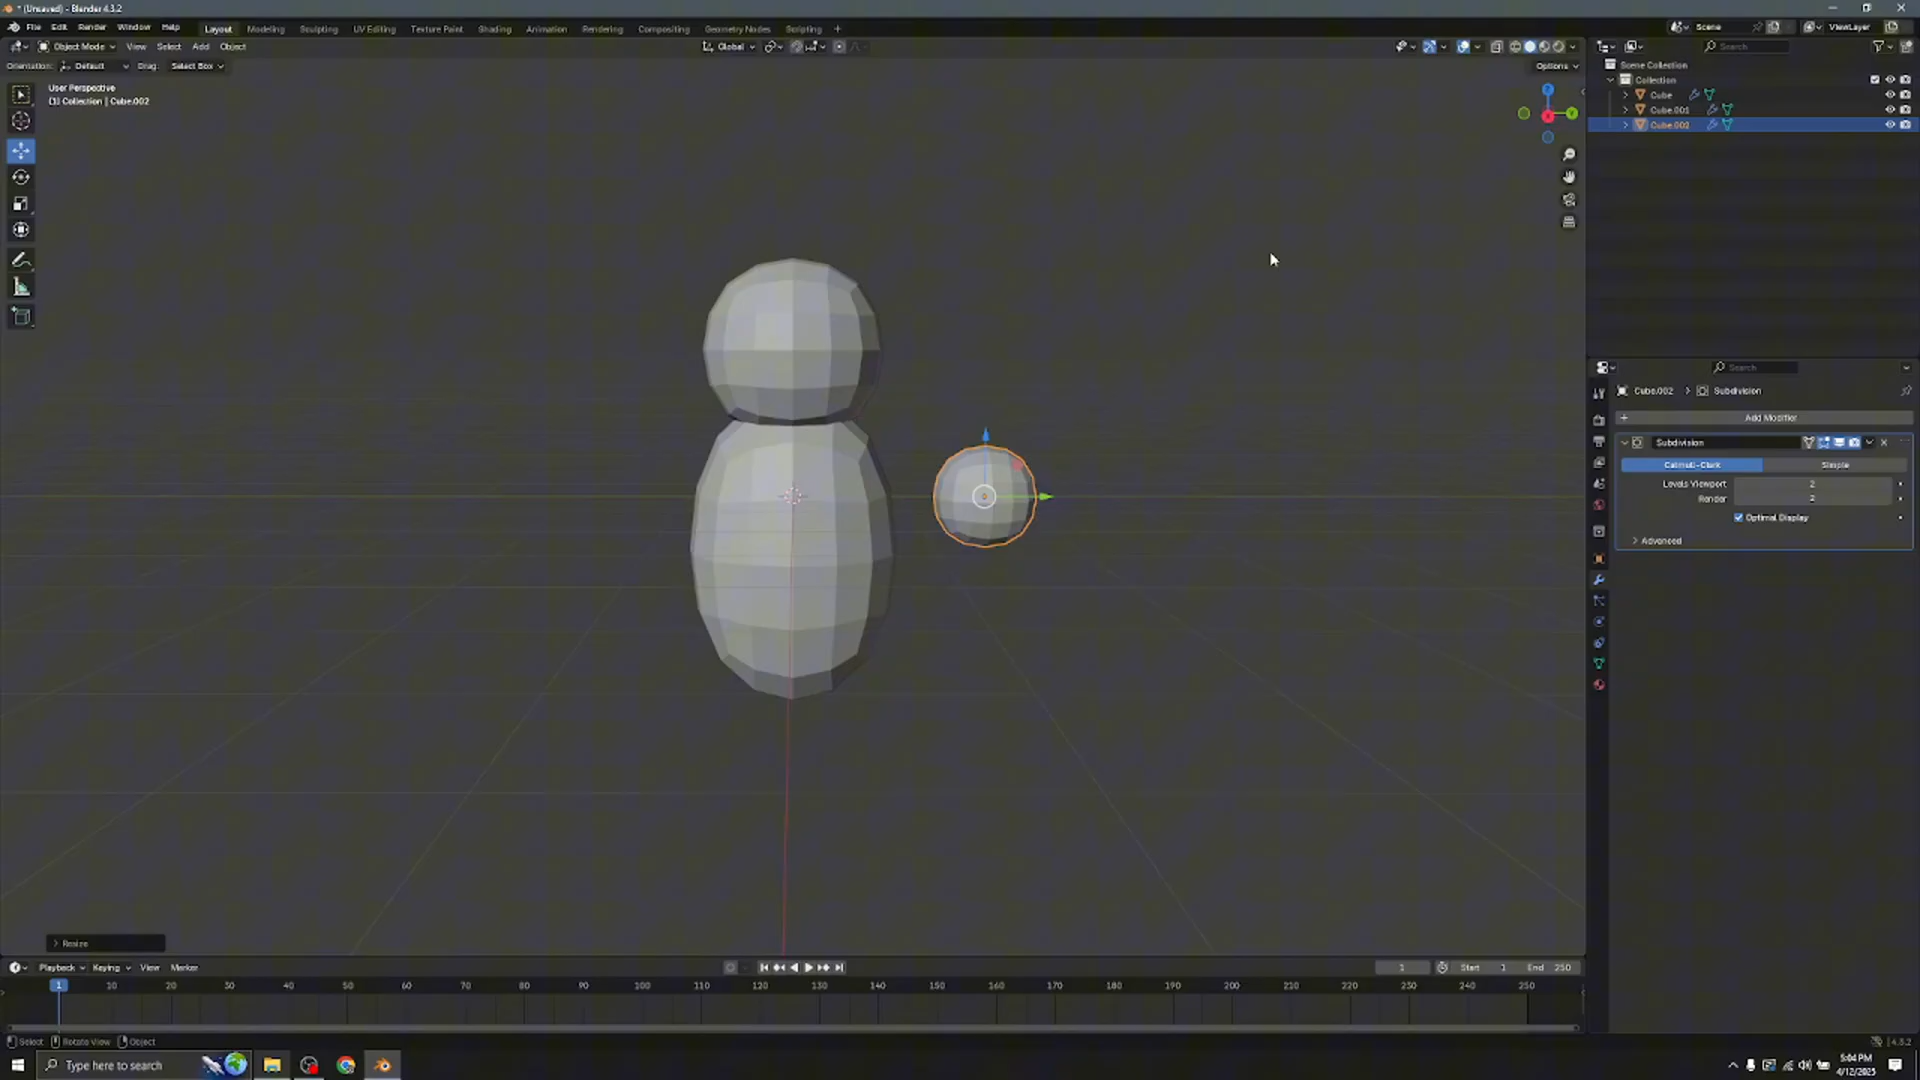 * (Unsaved) - Blender 4.3.2
File Edit Render Window Help Layout Modeling Sculpting UV Editing Texture Paint Shading Animation Rendering Compositing Geometry Nodes Scripting + Scene ViewLayer
Object Mode View Select Add Object Global Search
Orientation: Default Drag: Select Box Options
Scene Collection
Collection
Cube
Cube.001
Cube.002
User Perspective
(1) Collection | Cube.002
Z
Search
Cube.002 > Subdivision
+ Add Modifier
Subdivision
Catmull-Clark Simple
Levels Viewport 2
Render 2
Optimal Display
> Advanced
> Resize
Playback Keying View Marker 1 Start 1 End 250
1 10 20 30 40 50 60 70 80 90 100 110 120 130 140 150 160 170 180 190 200 210 220 230 240 250
Select Rotate View Object 4.3.2
Type here to search
5:04 PM
4/12/2025